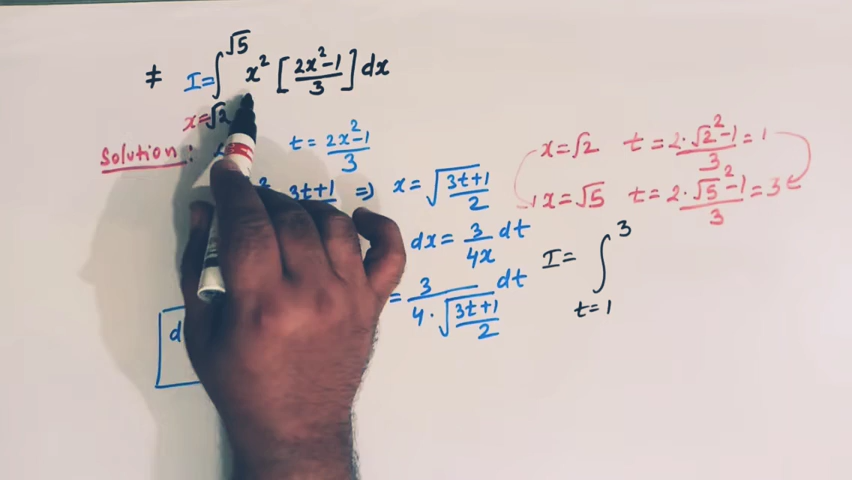 ≠ I = ∫_{x=√2}^{√5} x² [2x²-1/3] dx
Solution: t = 2x²-1/3
3t+1/2 ⇒ x = √(3t+1/2)
dx = 3/4x dt
= 3/4·√(3t+1/2) dt
d
x = √2 t = 2·√2²-1/3 = 1
x = √5 t = 2·√5²-1/3 = 3
I = ∫_{t=1}^{3}